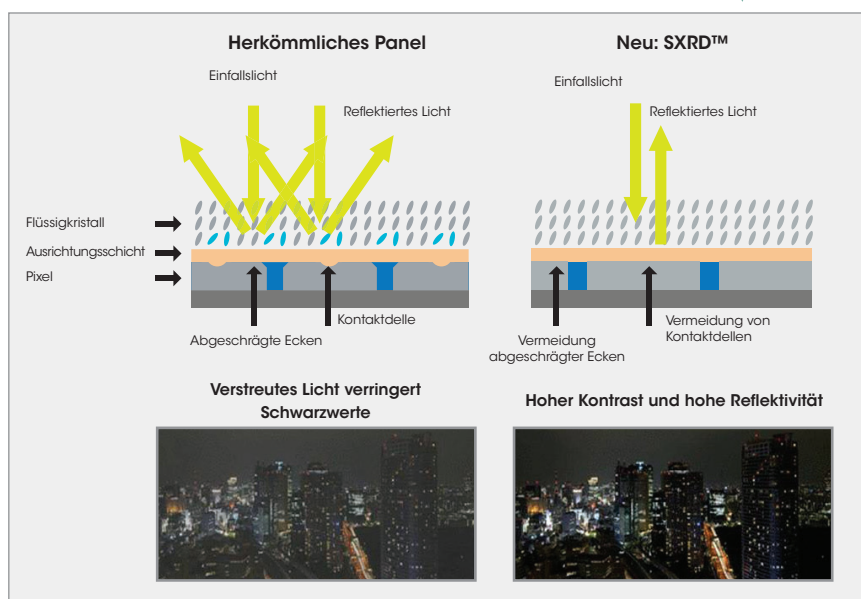 Herkömmliches Panel
Einfallslicht
Reflektiertes Licht
Flüssigkristall
Ausrichtungsschicht
Pixel
Abgeschrägte Ecken
Kontaktdelle
Verstreutes Licht verringert
Schwarzwerte
Neu: SXRD™
Einfallslicht
Reflektiertes Licht
Vermeidung
abgeschrägter Ecken
Vermeidung von
Kontaktdellen
Hoher Kontrast und hohe Reflektivität